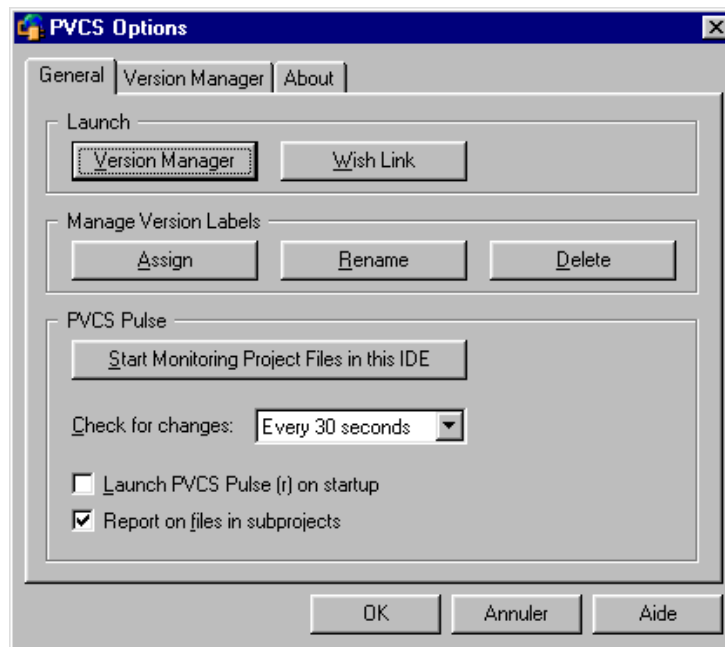 PVCS Options
General Version Manager About
Launch
Version Manager Wish Link
Manage Version Labels
Assign Rename Delete
PVCS Pulse
Start Monitoring Project Files in this IDE
Check for changes: Every 30 seconds
Launch PVCS Pulse (r) on startup
Report on files in subprojects
OK Annuler Aide